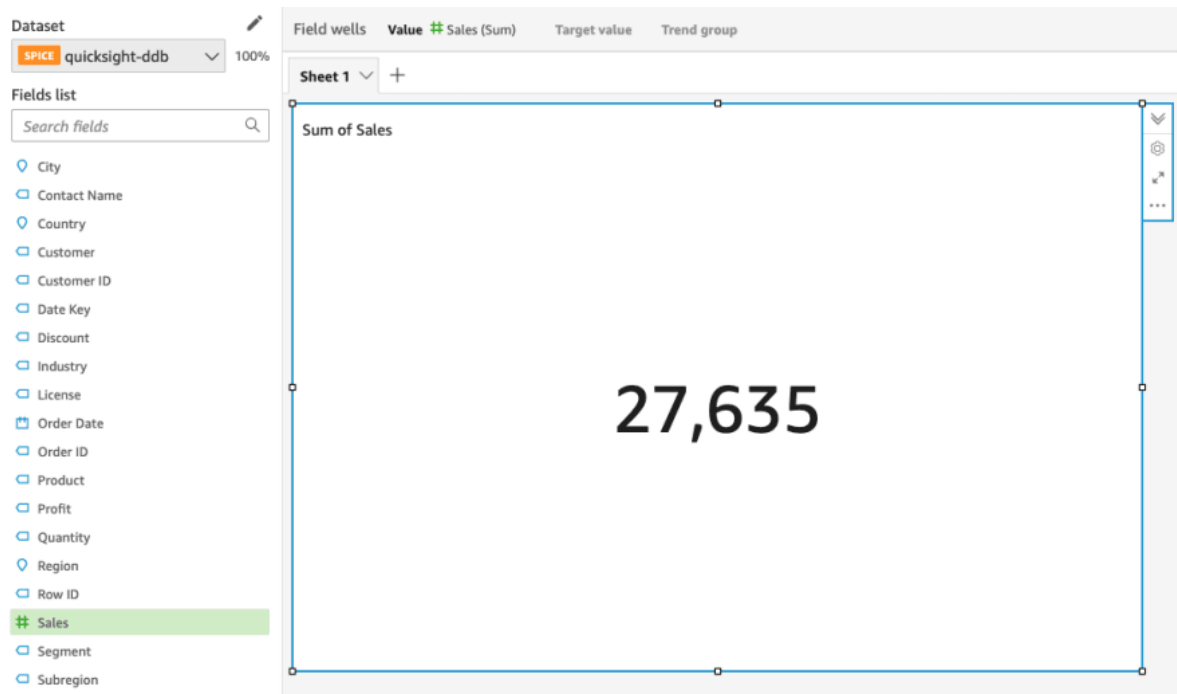 Dataset
SPICE quicksight-ddb 100%
Fields list
Search fields
City
Contact Name
Country
Customer
Customer ID
Date Key
Discount
Industry
License
Order Date
Order ID
Product
Profit
Quantity
Region
Row ID
Sales
Segment
Subregion
Field wells Value Sales (Sum) Target value Trend group
Sheet 1
Sum of Sales
27,635